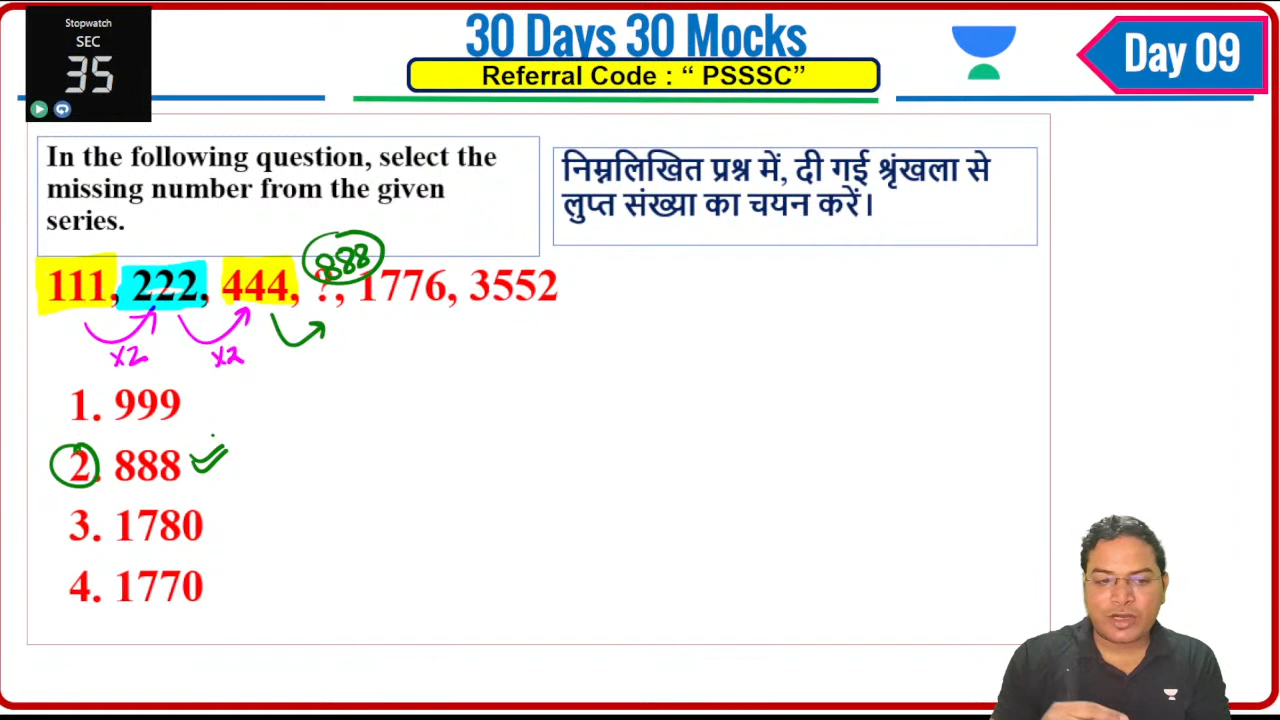 Stopwatch
SEC
35
30 Days 30 Mocks
Referral Code : “ PSSSC”
Day 09
In the following question, select the
missing number from the given
series.
निम्नलिखित प्रश्न में, दी गई श्रृंखला से
लुप्त संख्या का चयन करें।
888
111, 222, 444, ?, 1776, 3552
x2 x2
1. 999
2. 888
3. 1780
4. 1770